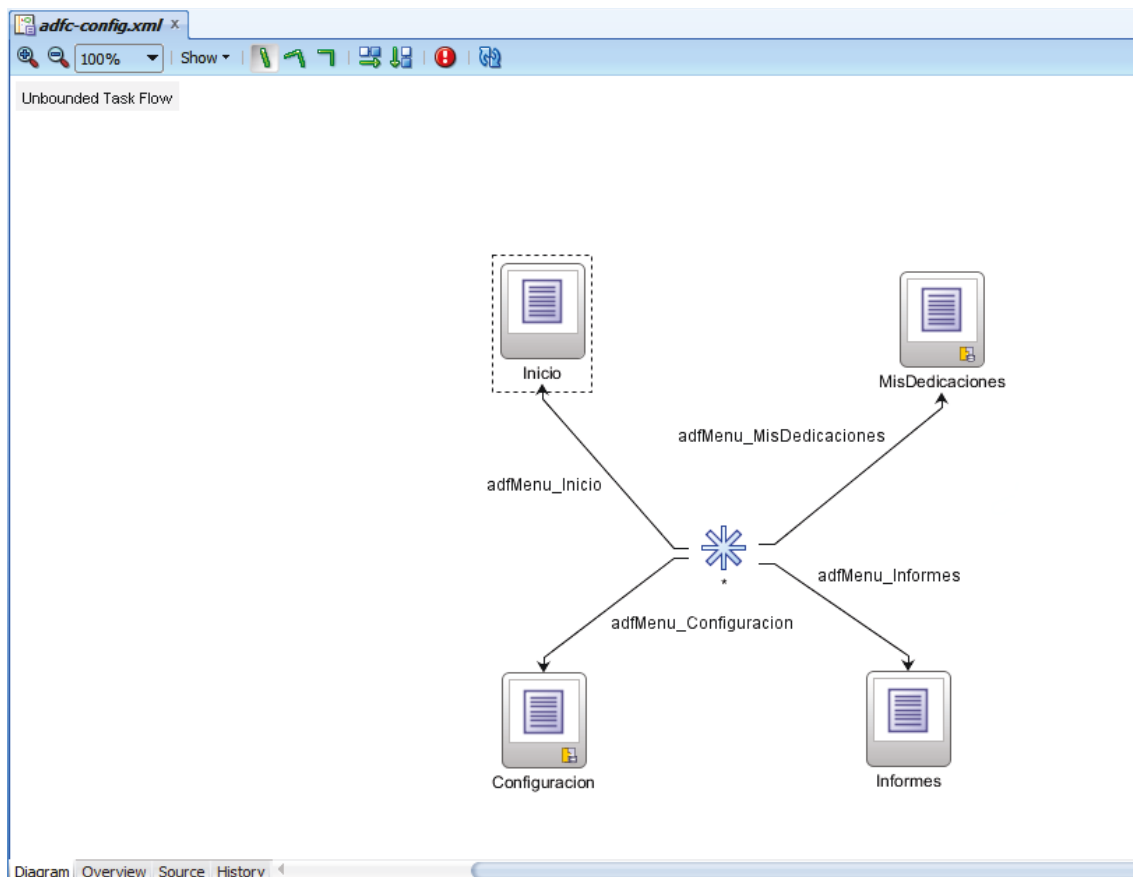 adfc-config.xml x
100% Show
Unbounded Task Flow
Inicio
MisDedicaciones
adfMenu_MisDedicaciones
adfMenu_Inicio
*
adfMenu_Informes
adfMenu_Configuracion
Configuracion
Informes
Diagram Overview Source History